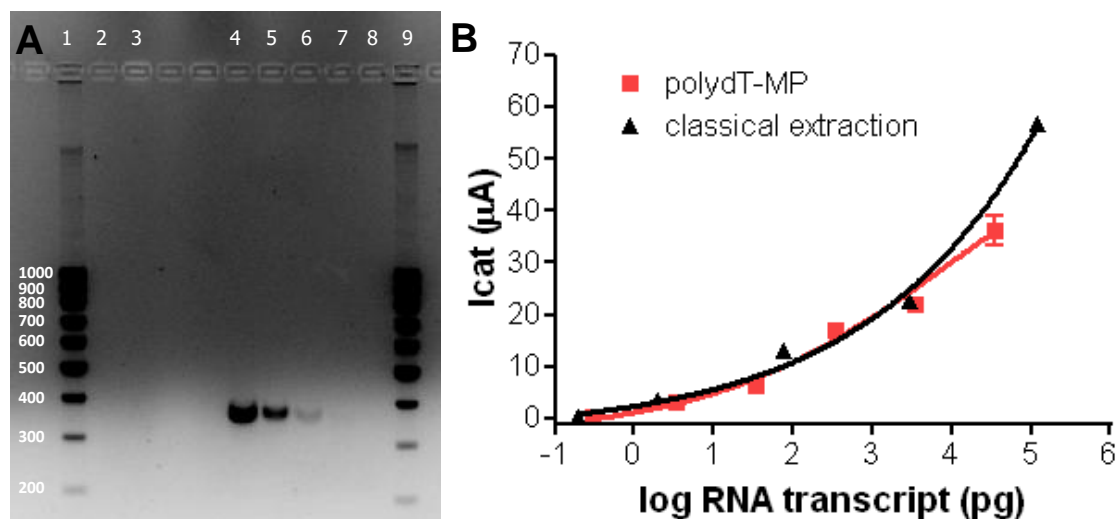 A
1 2 3 4 5 6 7 8 9
1000
900
800
700
600
500
400
300
200
B
70
60
50
40
30
20
10
0
Icat (µA)
polydT-MP
classical extraction
-1 0 1 2 3 4 5 6
log RNA transcript (pg)